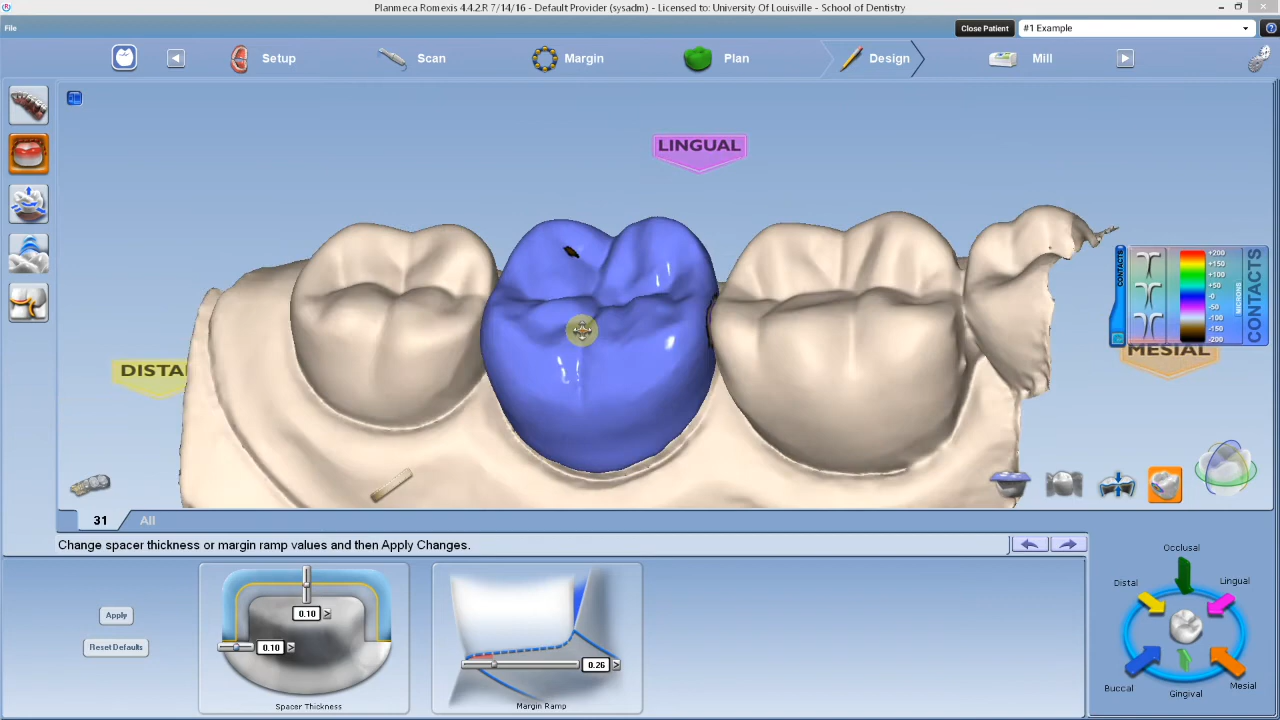 Planmeca Romexis 4.4.2.R 7/14/16 - Default Provider (sysadm) - Licensed to: University Of Louisville - School of Dentistry
File
Close Patient
#1 Example
Setup
Scan
Margin
Plan
Design
Mill
LINGUAL
DISTA
MESIAL
CONTACTS
+200
+150
+100
+50
-0
-50
-100
-150
-200
MICRONS
CONTACTS
31
All
Change spacer thickness or margin ramp values and then Apply Changes.
Apply
Reset Defaults
0.10
0.10
Spacer Thickness
0.26
Margin Ramp
Occlusal
Distal
Lingual
Buccal
Mesial
Gingival